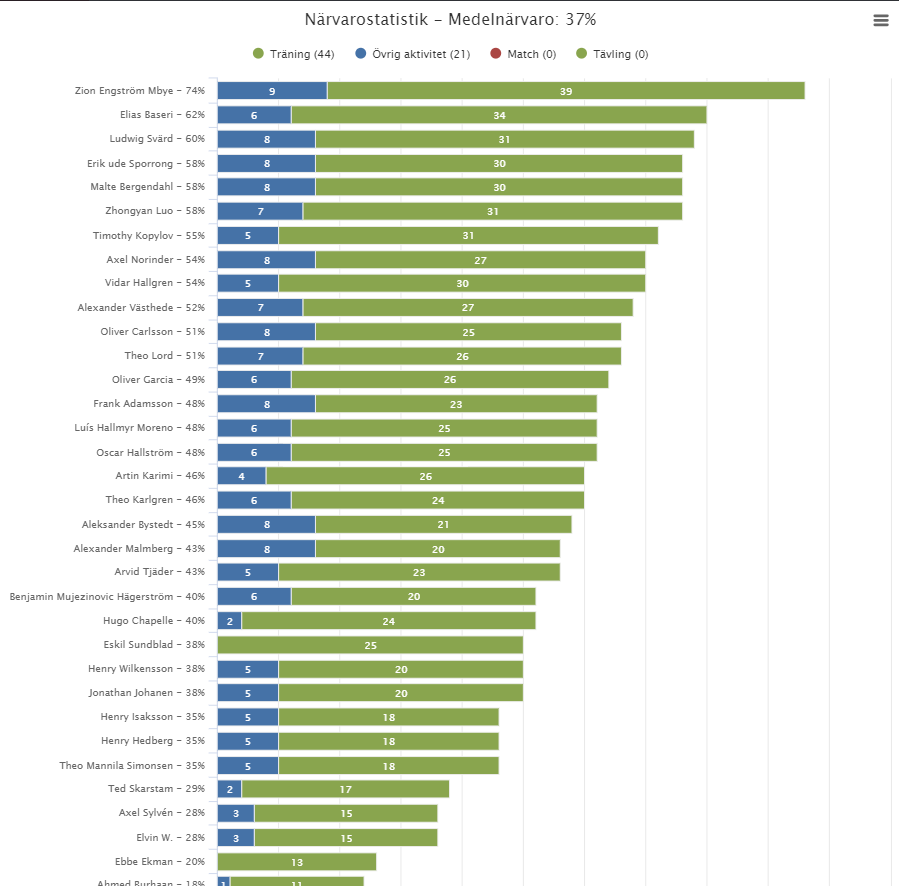 Närvarostatistik - Medelnärvaro: 37%
Träning (44) Övrig aktivitet (21) Match (0) Tävling (0)
Zion Engström Mbye - 74% 9 39
Elias Baseri - 62% 6 34
Ludwig Svärd - 60% 8 31
Erik ude Sporrong - 58% 8 30
Malte Bergendahl - 58% 8 30
Zhongyan Luo - 58% 7 31
Timothy Kopylov - 55% 5 31
Axel Norinder - 54% 8 27
Vidar Hallgren - 54% 5 30
Alexander Västhede - 52% 7 27
Oliver Carlsson - 51% 8 25
Theo Lord - 51% 7 26
Oliver Garcia - 49% 6 26
Frank Adamsson - 48% 8 23
Luís Hallmyr Moreno - 48% 6 25
Oscar Hallström - 48% 6 25
Artin Karimi - 46% 4 26
Theo Karlgren - 46% 6 24
Aleksander Bystedt - 45% 8 21
Alexander Malmberg - 43% 8 20
Arvid Tjäder - 43% 5 23
Benjamin Mujezinovic Hägerström - 40% 6 20
Hugo Chapelle - 40% 2 24
Eskil Sundblad - 38% 25
Henry Wilkensson - 38% 5 20
Jonathan Johanen - 38% 5 20
Henry Isaksson - 35% 5 18
Henry Hedberg - 35% 5 18
Theo Mannila Simonsen - 35% 5 18
Ted Skarstam - 29% 2 17
Axel Sylvén - 28% 3 15
Elvin W. - 28% 3 15
Ebbe Ekman - 20% 13
Ahmed Burhaan - 18% 1 11